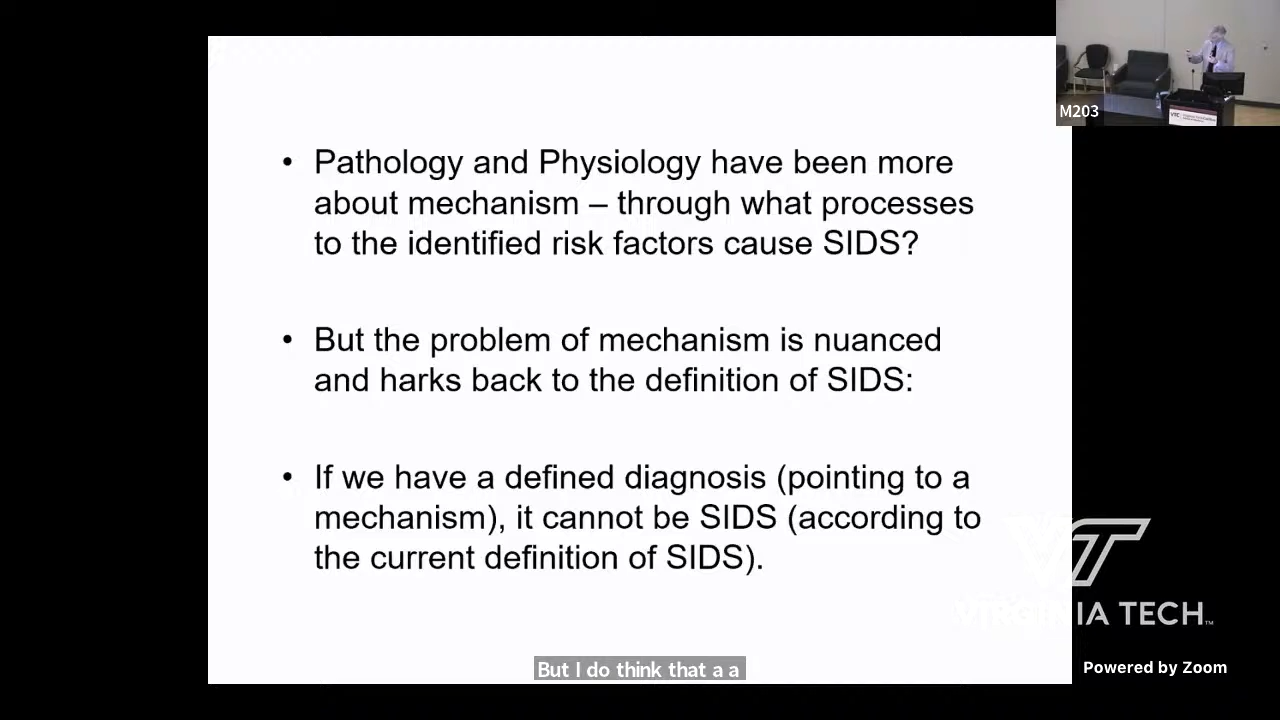 M203
• Pathology and Physiology have been more
about mechanism – through what processes
to the identified risk factors cause SIDS?
• But the problem of mechanism is nuanced
and harks back to the definition of SIDS:
• If we have a defined diagnosis (pointing to a
mechanism), it cannot be SIDS (according to
the current definition of SIDS).
VT
VIRGINIA TECH™
But I do think that a a
Powered by Zoom